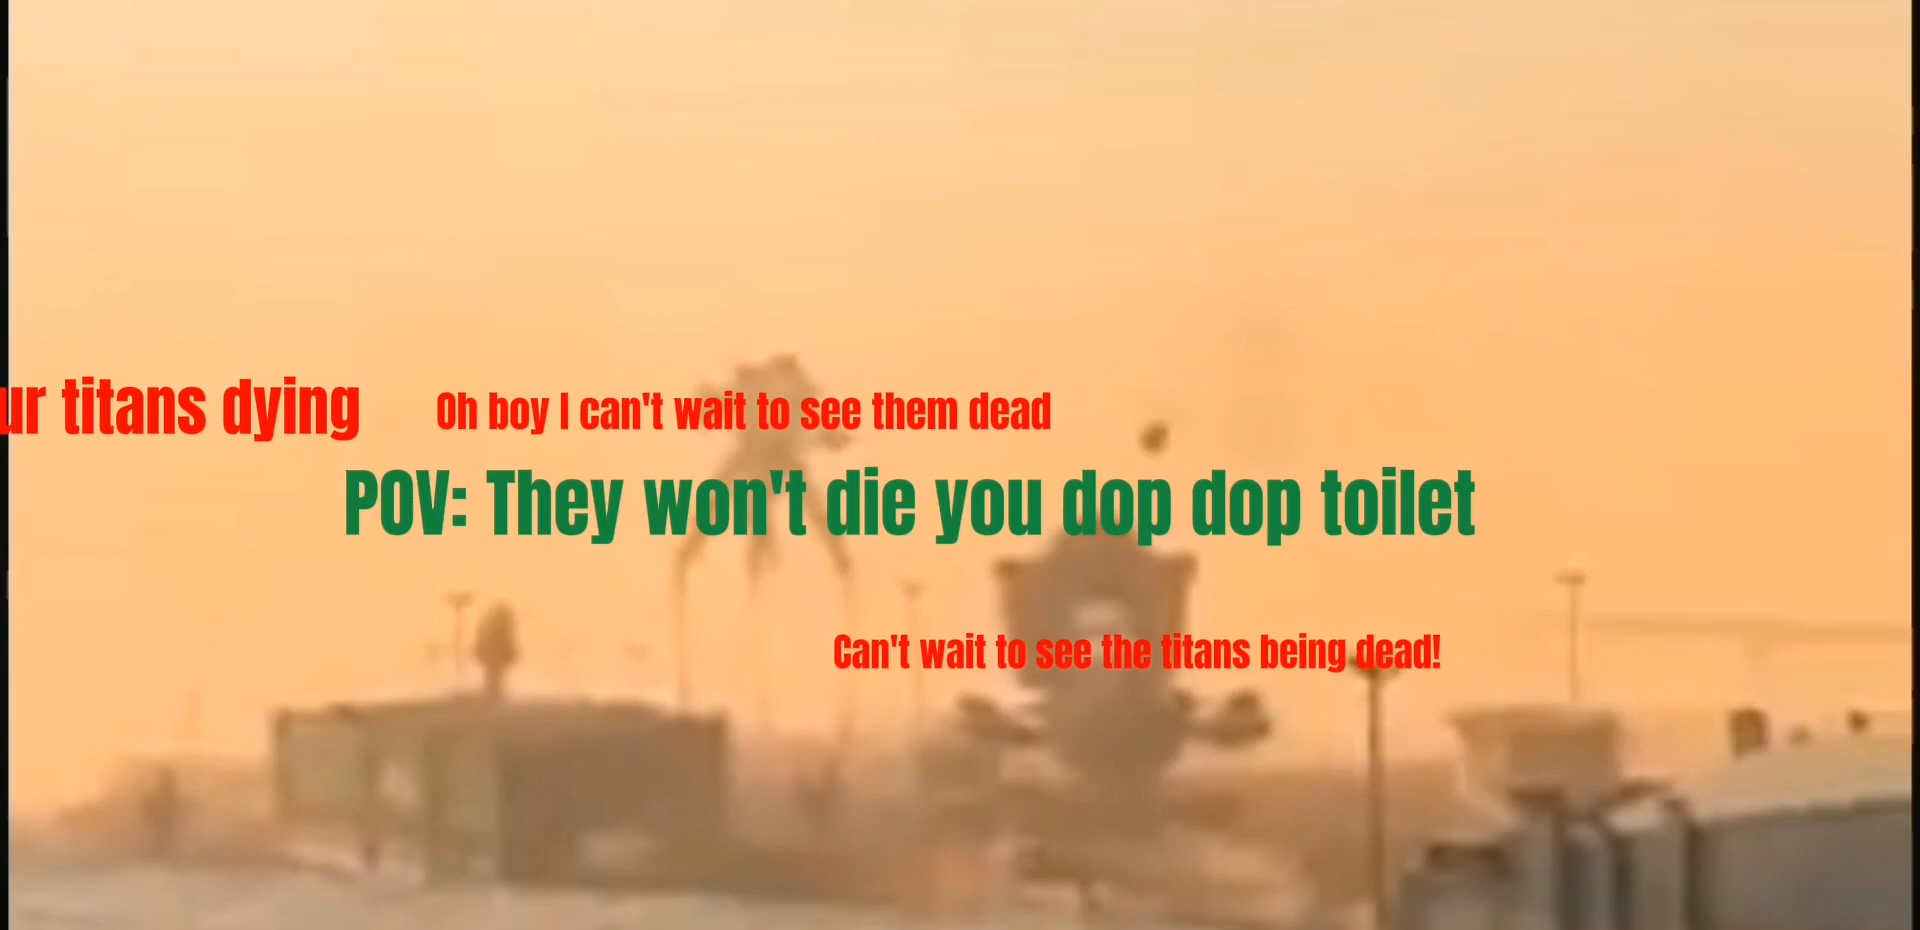 ur titans dying
Oh boy I can't wait to see them dead
POV: They won't die you dop dop toilet
Can't wait to see the titans being dead!